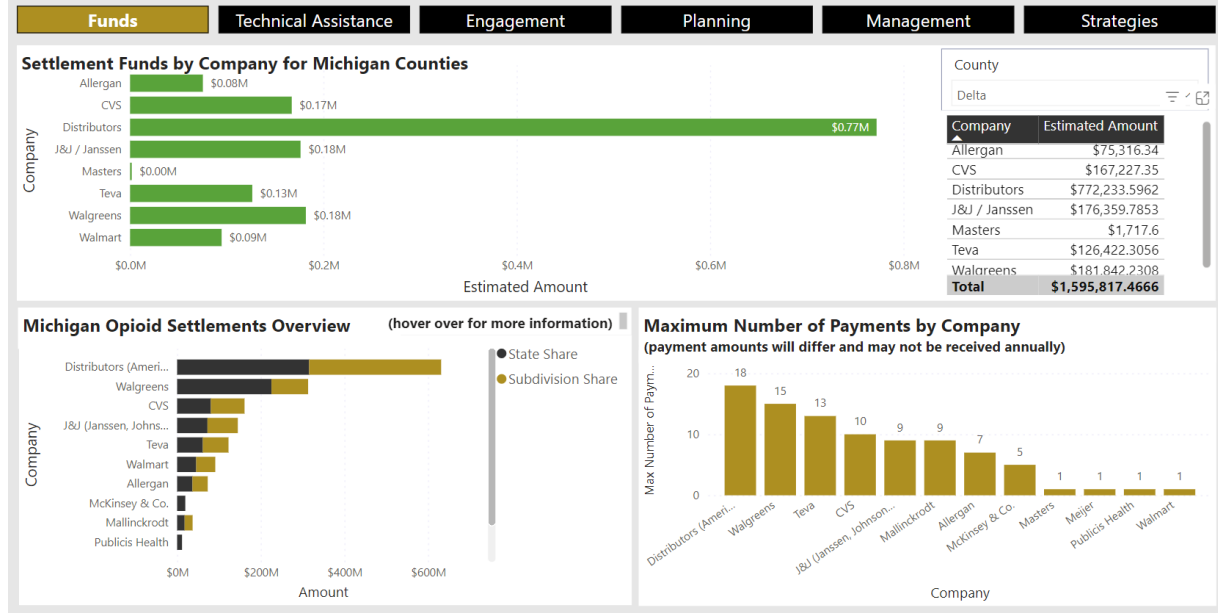 Funds Technical Assistance Engagement Planning Management Strategies
Settlement Funds by Company for Michigan Counties
Company
Allergan $0.08M
CVS $0.17M
Distributors $0.77M
J&J / Janssen $0.18M
Masters $0.00M
Teva $0.13M
Walgreens $0.18M
Walmart $0.09M
$0.0M $0.2M $0.4M $0.6M $0.8M
Estimated Amount
County
Delta
Company Estimated Amount
Allergan $75,316.34
CVS $167,227.35
Distributors $772,233.5962
J&J / Janssen $176,359.7853
Masters $1,717.6
Teva $126,422.3056
Walgreens $181,842.2308
Total $1,595,817.4666
Michigan Opioid Settlements Overview (hover over for more information)
State Share
Subdivision Share
Company
Distributors (Ameri...
Walgreens
CVS
J&J (Janssen, Johns...
Teva
Walmart
Allergan
McKinsey & Co.
Mallinckrodt
Publicis Health
$0M $200M $400M $600M
Amount
Maximum Number of Payments by Company
(payment amounts will differ and may not be received annually)
Max Number of Paym...
20
10
0
18 15 13 10 9 9 7 5 1 1 1 1
Distributors (Ameri... Walgreens Teva CVS J&J (Janssen, Johnson... Mallinckrodt Allergan McKinsey & Co. Masters Meijer Publicis Health Walmart
Company